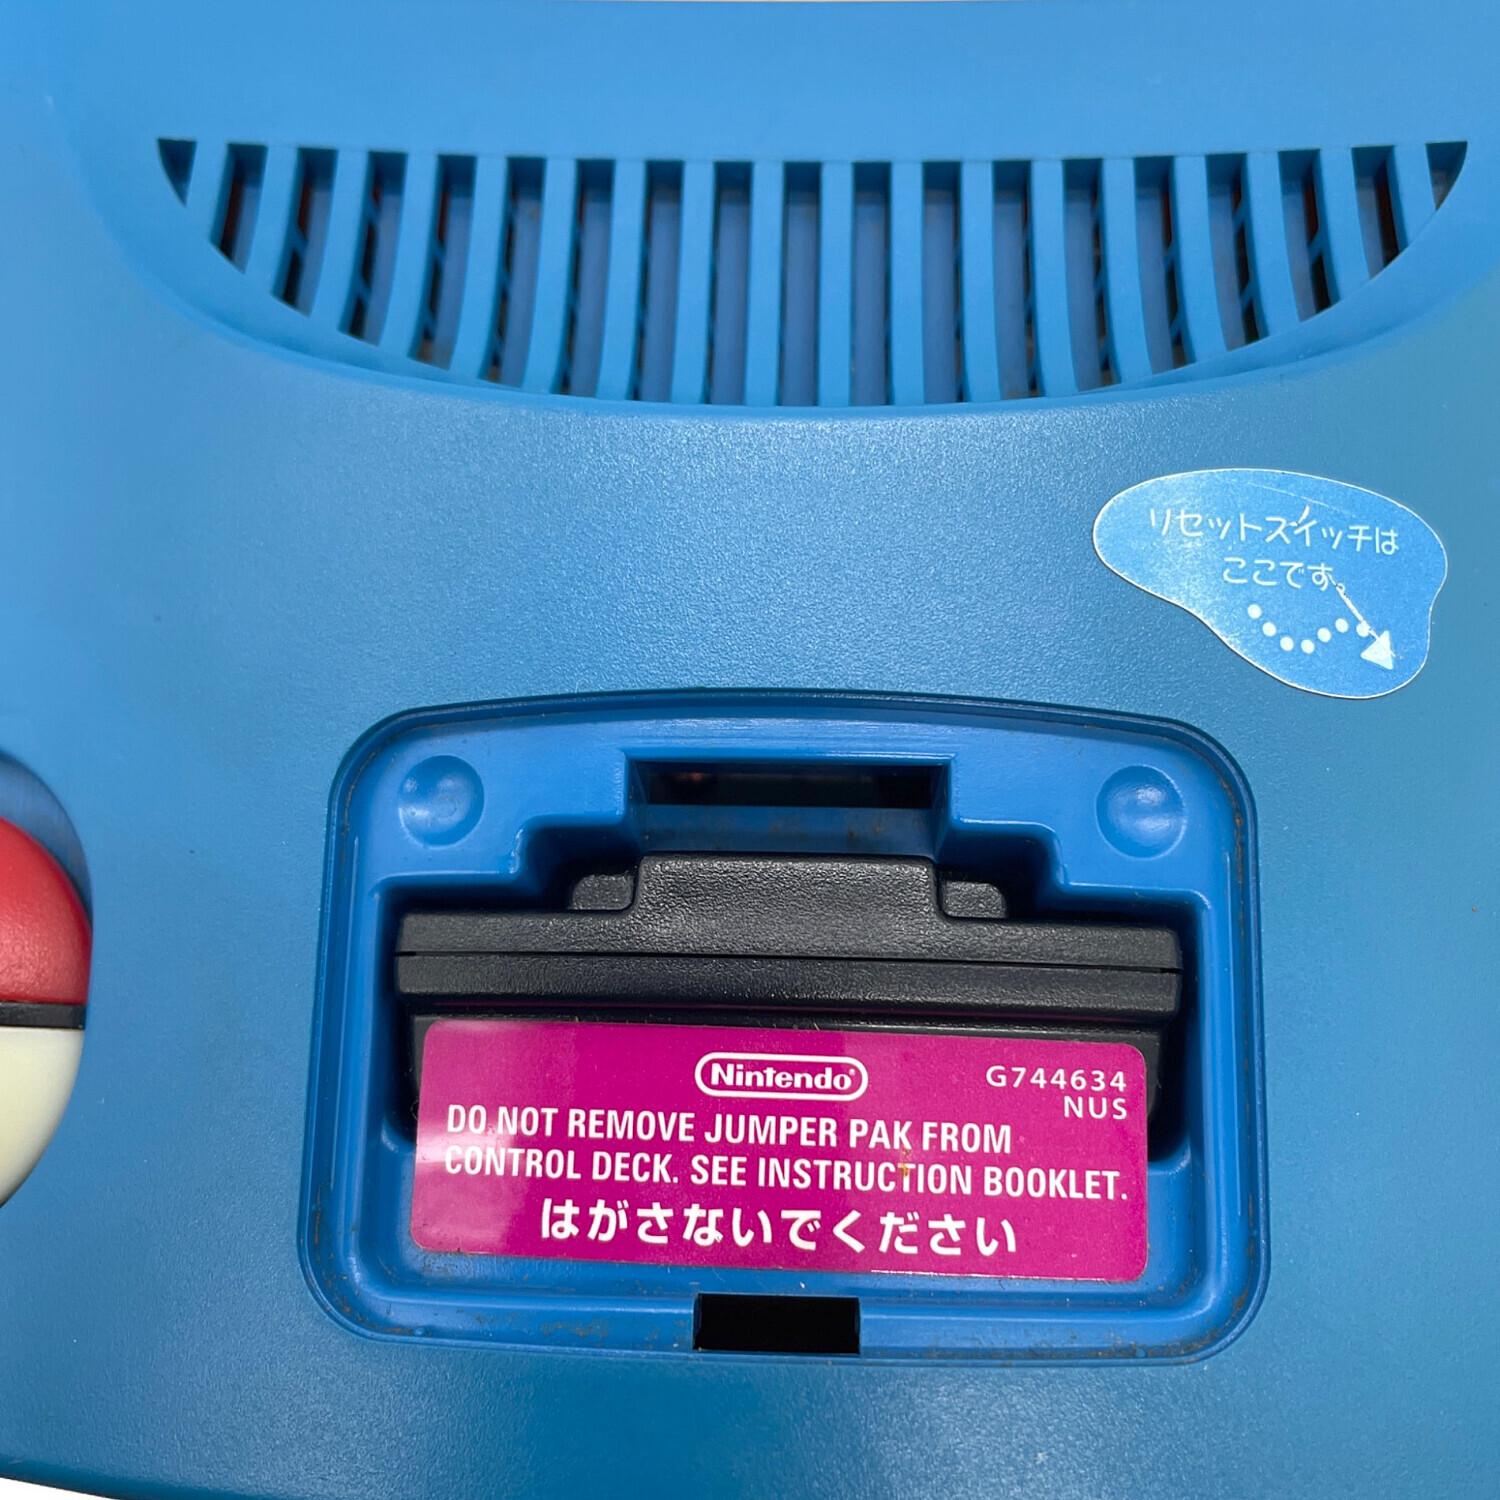 リセットスイッチは
ここです。
Nintendo®
G744634
NUS
DO NOT REMOVE JUMPER PAK FROM
CONTROL DECK. SEE INSTRUCTION BOOKLET.
はがさないでください